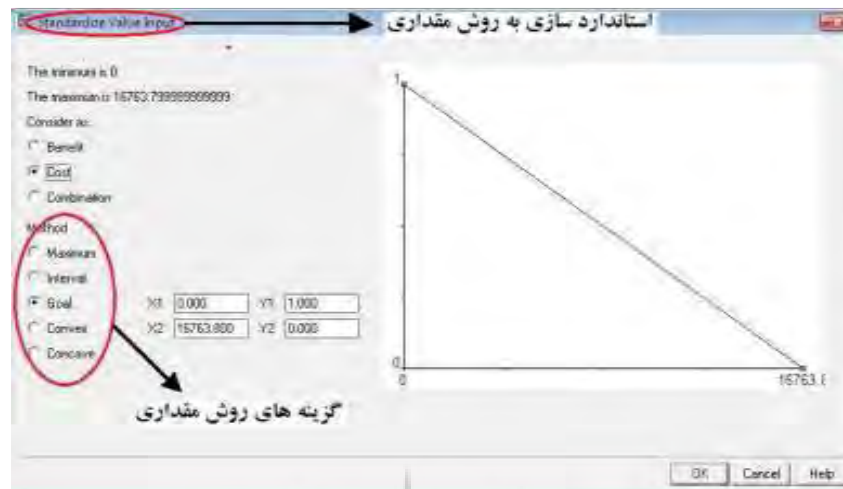 Standardize Value Input
استاندارد سازی به روش مقداری
The minimum is 0
The maximum is 16763.799999999999
Consider as:
Benefit
Cost
Combination
Method
Maximum
Interval
Goal X1 0.000 Y1 1.000
Convex X2 16763.800 Y2 0.000
Concave
1
0
0 16763.8
گزینه های روش مقداری
OK Cancel Help